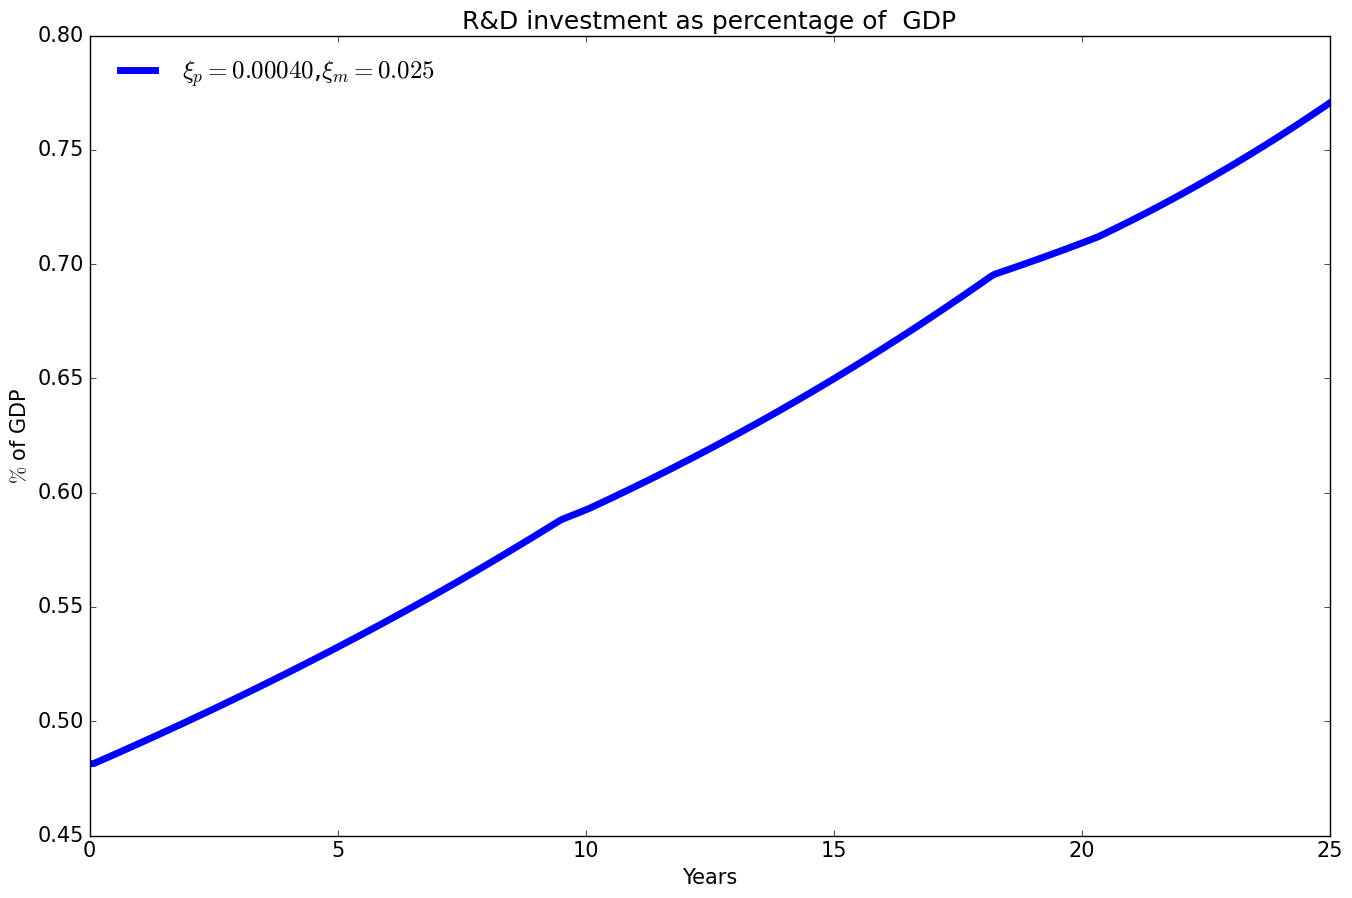 R&D investment as percentage of  GDP
ξₚ = 0.00040,ξₘ = 0.025
% of GDP
0.80
0.75
0.70
0.65
0.60
0.55
0.50
0.45
0 5 10 15 20 25
Years